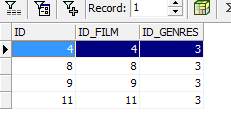 Record: 1
ID ID_FILM ID_GENRES
4 4 3
8 8 3
9 9 3
11 11 3